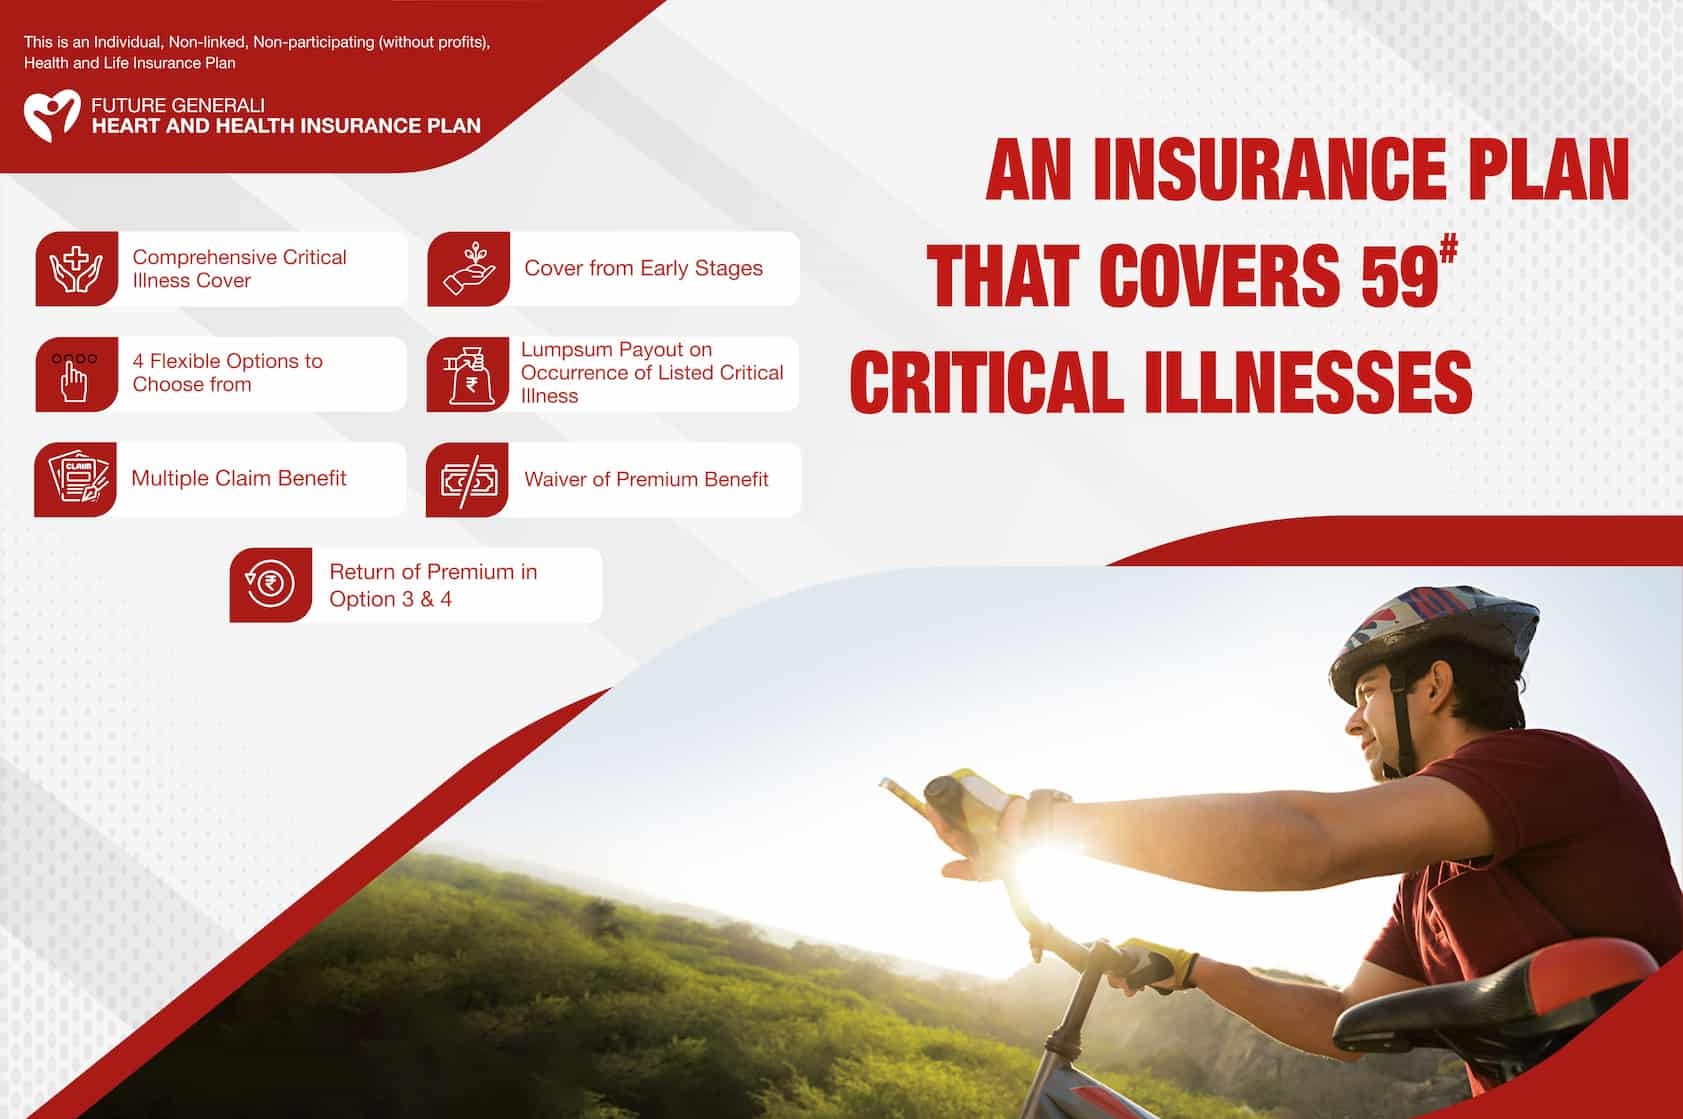 This is an Individual, Non-linked, Non-participating (without profits),
Health and Life Insurance Plan
FUTURE GENERALI
HEART AND HEALTH INSURANCE PLAN
AN INSURANCE PLAN
THAT COVERS 59#
CRITICAL ILLNESSES
Comprehensive Critical
Illness Cover
Cover from Early Stages
4 Flexible Options to
Choose from
₹
Lumpsum Payout on
Occurrence of Listed Critical
Illness
CLAIM
Multiple Claim Benefit
Waiver of Premium Benefit
₹
Return of Premium in
Option 3 & 4